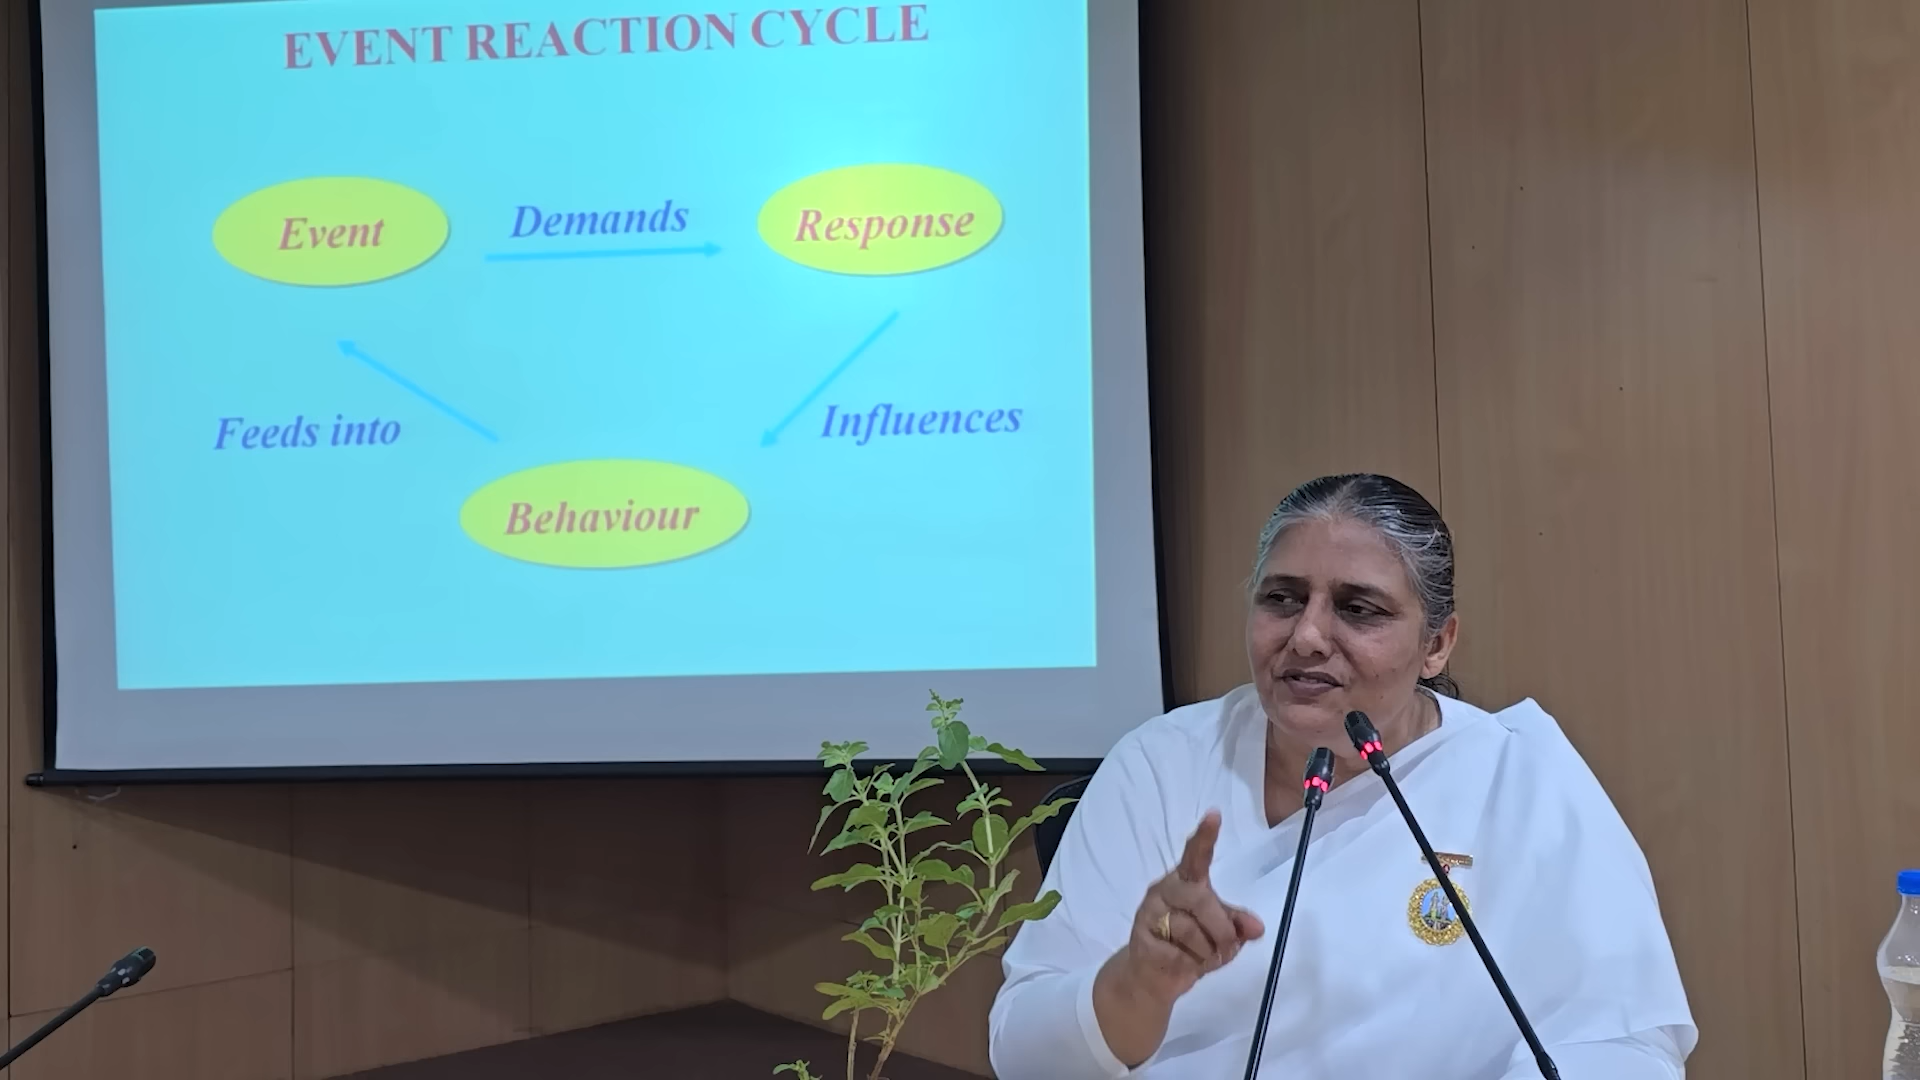 EVENT REACTION CYCLE
Event
Demands
Response
Feeds into
Influences
Behaviour